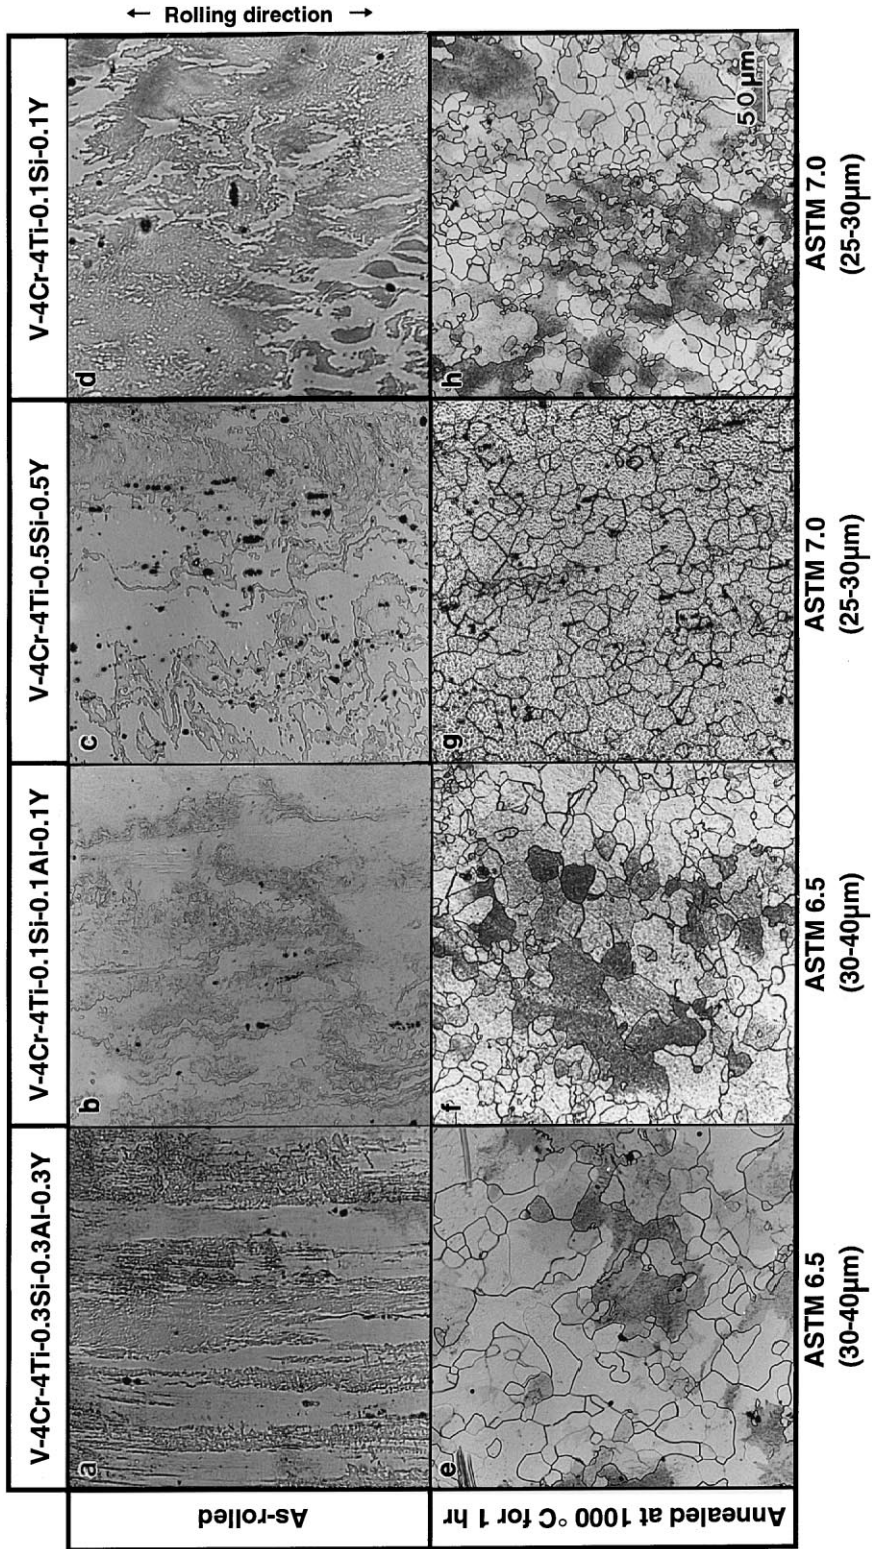 ← Rolling direction →
V-4Cr-4Ti-0.3Si-0.3Al-0.3Y
V-4Cr-4Ti-0.1Si-0.1Al-0.1Y
V-4Cr-4Ti-0.5Si-0.5Y
V-4Cr-4Ti-0.1Si-0.1Y
As-rolled
a
b
c
d
Annealed at 1000 °C for 1 hr
e
f
g
h
50 μm
ASTM 6.5
(30-40μm)
ASTM 6.5
(30-40μm)
ASTM 7.0
(25-30μm)
ASTM 7.0
(25-30μm)